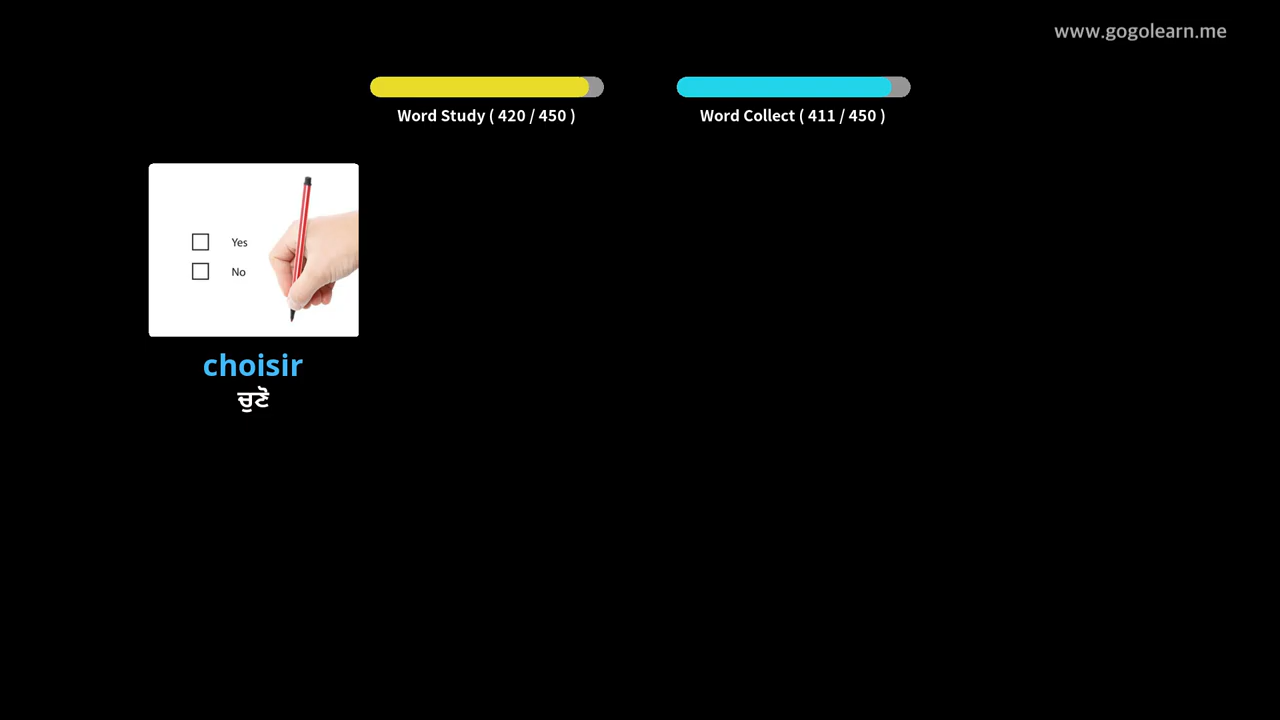 www.gogolearn.me
Word Study ( 420 / 450 )
Word Collect ( 411 / 450 )
Yes
No
choisir
ਚੁਣੋ